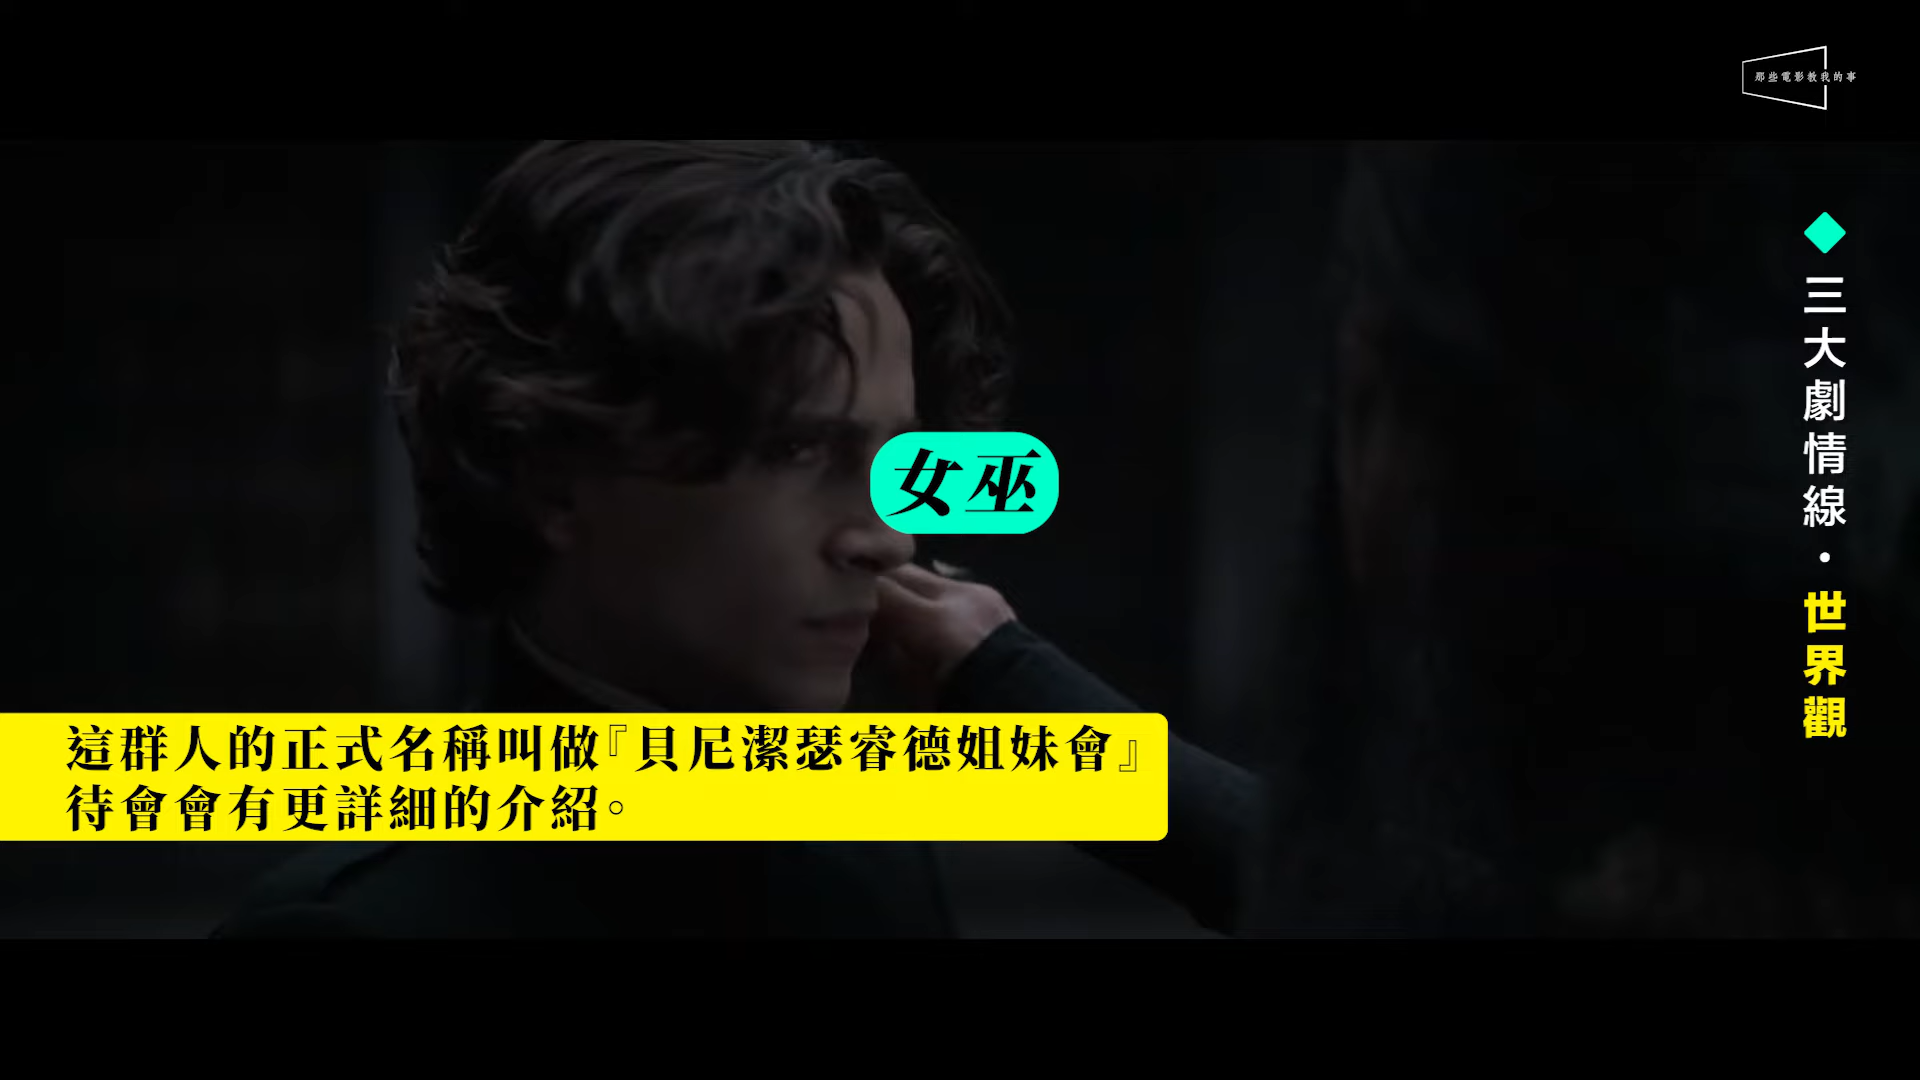 那些電影教我的事
三大劇情線·世界觀
女巫
這群人的正式名稱叫做『貝尼潔瑟睿德姐妹會』
待會會有更詳細的介紹。